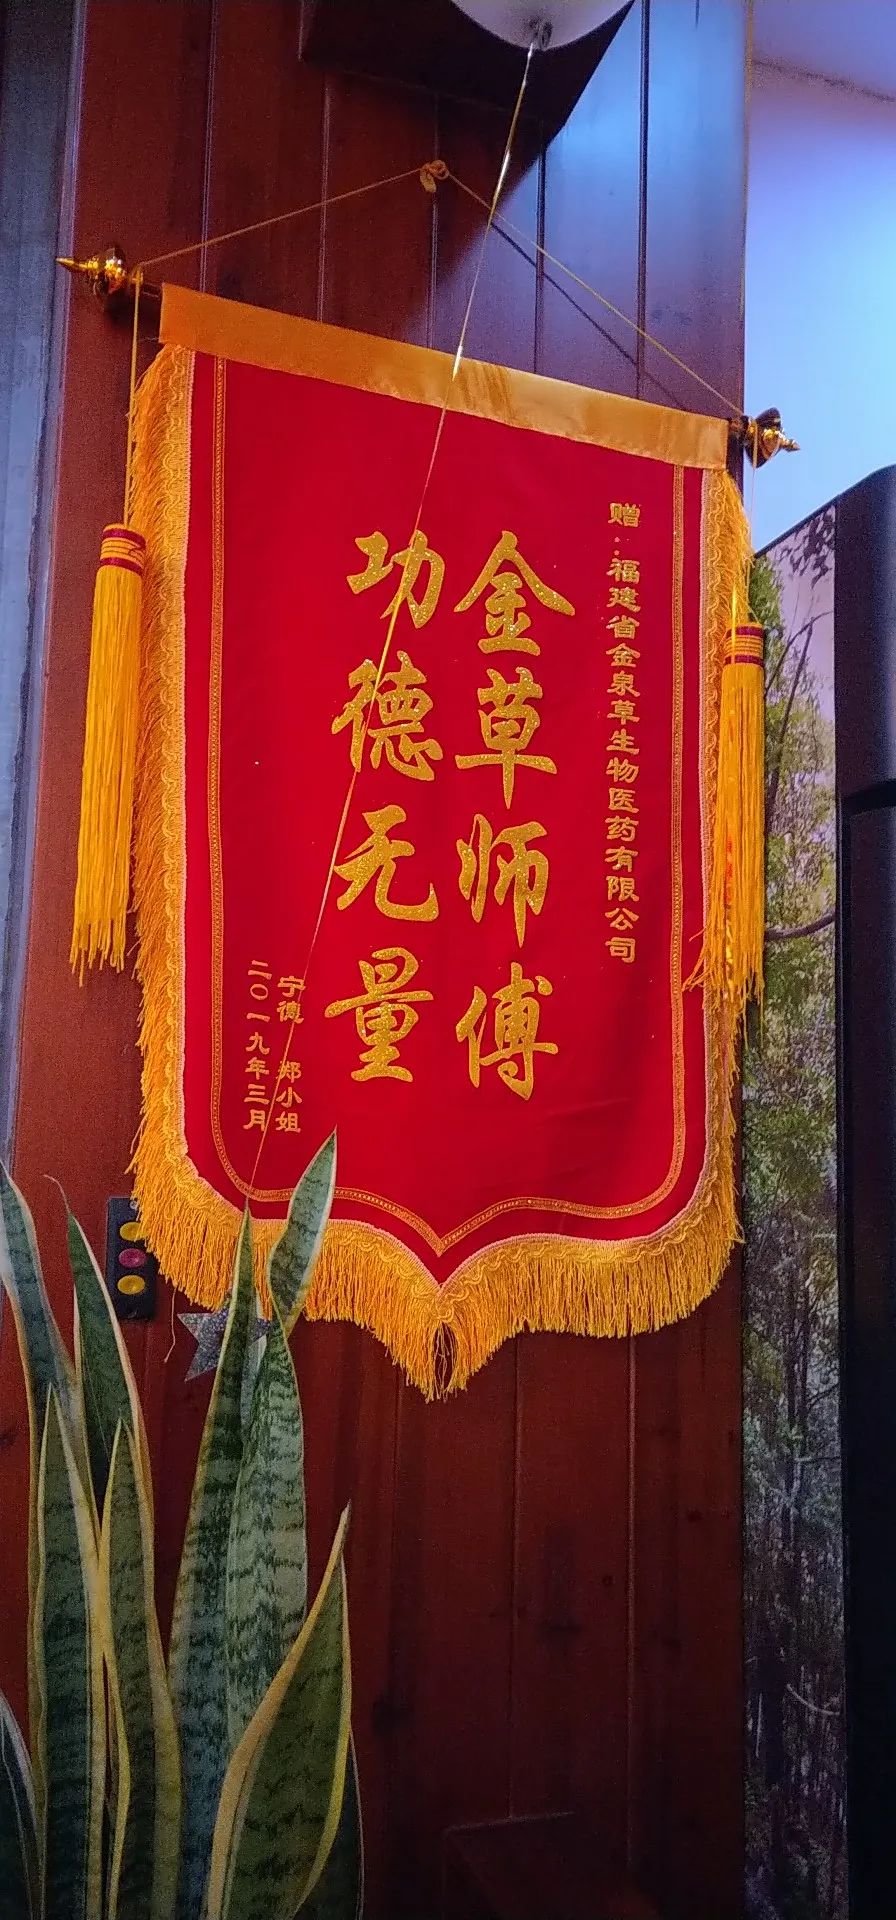 赠：福建省金泉草生物医药有限公司
金草师傅
功德无量
宁德 郑小姐
二〇一九年三月